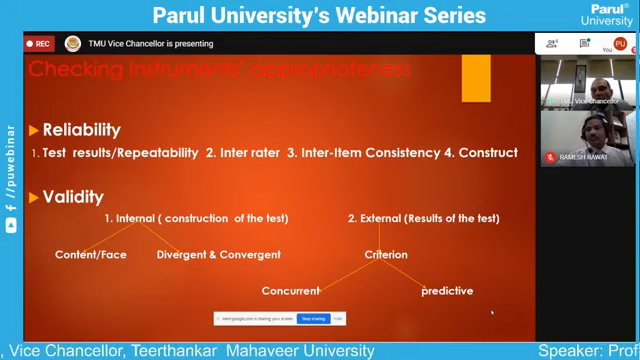 Parul University's Webinar Series
Parul®
University
REC
TMU Vice Chancellor is presenting
You
PU
Checking Instruments' appropriateness
TMU Vice Chancellor
RAMESH RAWAT
Reliability
1. Test results/Repeatability 2. Inter rater 3. Inter-Item Consistency 4. Construct
Validity
1. Internal ( construction of the test)
2. External (Results of the test)
Content/Face
Divergent & Convergent
Criterion
Concurrent
predictive
meet.google.com is sharing your screen.
Stop sharing
Hide
/puwebinar
, Vice Chancellor, Teerthankar Mahaveer University
Speaker: Prof